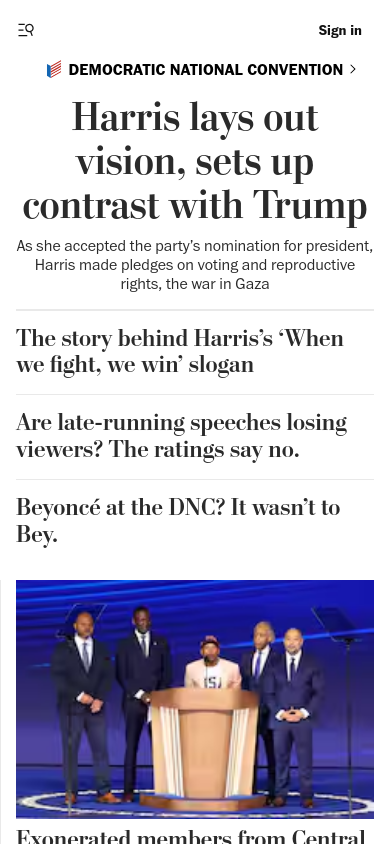 Sign in
DEMOCRATIC NATIONAL CONVENTION
Harris lays out
vision, sets up
contrast with Trump
As she accepted the party's nomination for president,
Harris made pledges on voting and reproductive
rights, the war in Gaza
The story behind Harris's ‘When
we fight, we win’ slogan
Are late-running speeches losing
viewers? The ratings say no.
Beyoncé at the DNC? It wasn't to
Bey.
Exonerated members from Central